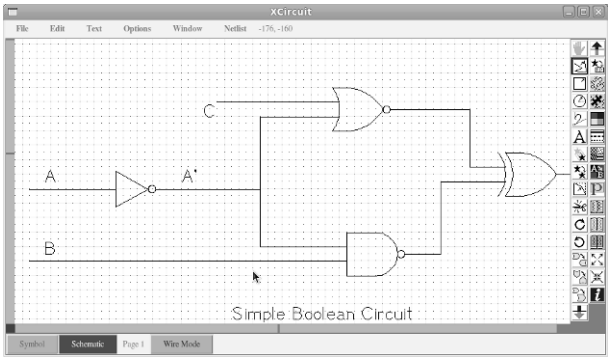 XCircuit
File Edit Text Options Window Netlist -176, -160
C
A A'
B
Simple Boolean Circuit
Symbol Schematic Page 1 Wire Mode